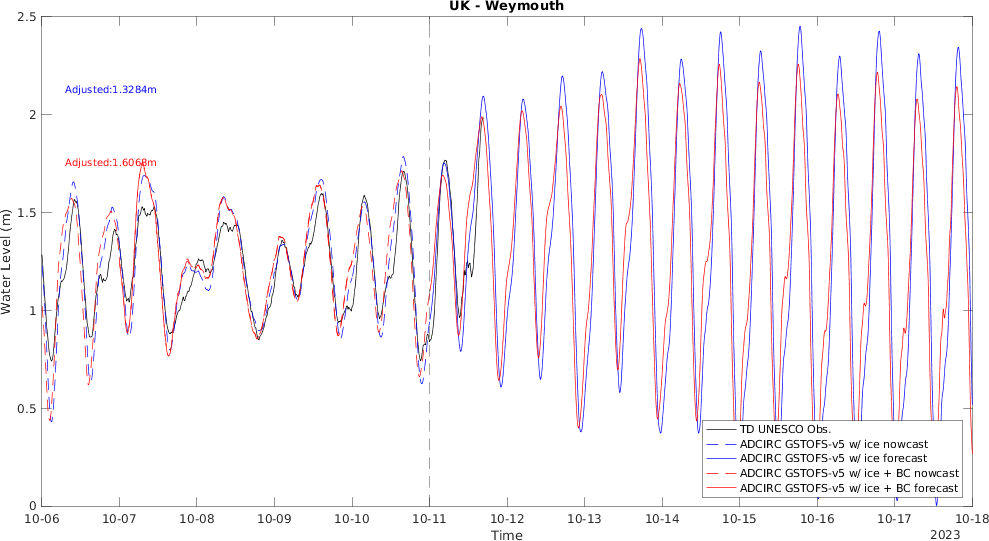 UK - Weymouth
2.5
2
1.5
1
0.5
0
Water Level (m)
Adjusted:1.3284m
Adjusted:1.6068m
TD UNESCO Obs.
ADCIRC GSTOFS-v5 w/ ice nowcast
ADCIRC GSTOFS-v5 w/ ice forecast
ADCIRC GSTOFS-v5 w/ ice + BC nowcast
ADCIRC GSTOFS-v5 w/ ice + BC forecast
10-06 10-07 10-08 10-09 10-10 10-11 10-12 10-13 10-14 10-15 10-16 10-17 10-18
Time
2023